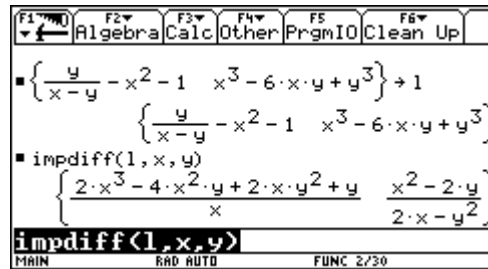 F1 F2 F3 F4 F5 F6
Algebra Calc Other PrgmIO Clean Up
▪ {y/(x − y) − x² − 1   x³ − 6·x·y + y³} → l
{y/(x − y) − x² − 1   x³ − 6·x·y + y³}
▪ impdiff(l,x,y)
{(2·x³ − 4·x²·y + 2·x·y² + y)/x   (x² − 2·y)/(2·x − y²)
impdiff(l,x,y)
MAIN RAD AUTO FUNC 2/30